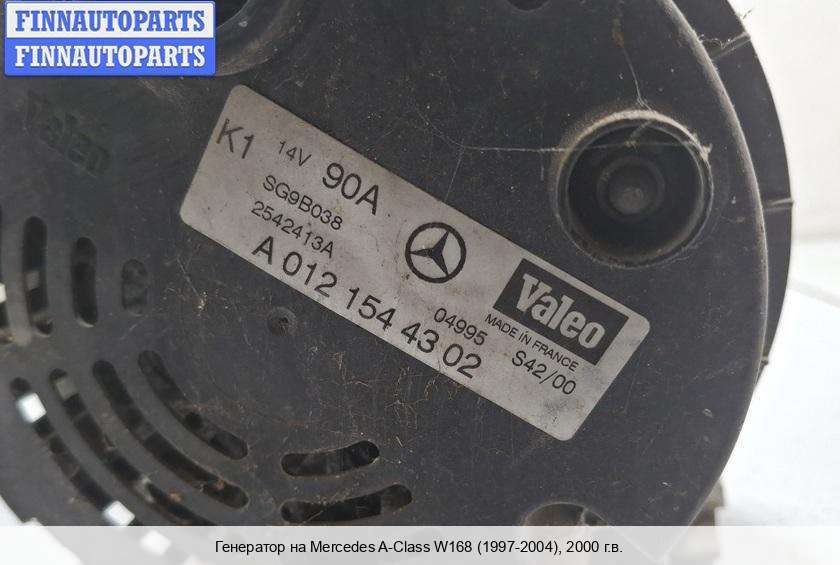 FINNAUTOPARTS
FINNAUTOPARTS
Valeo
K1 14V 90A
SG9B038
2542413A
A 012 154 43 02
Valeo
MADE IN FRANCE
04995 S42/00
Генератор на Mercedes A-Class W168 (1997-2004), 2000 г.в.